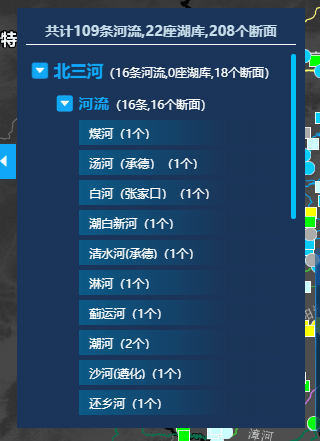 共计109条河流,22座湖库,208个断面
特
北三河 (16条河流,0座湖库,18个断面)
河流 (16条,16个断面)
煤河 (1个)
汤河（承德） (1个)
白河（张家口） (1个)
潮白新河 (1个)
清水河(承德) (1个)
淋河 (1个)
蓟运河 (1个)
潮河 (2个)
沙河(遵化) (1个)
还乡河 (1个)
漳河